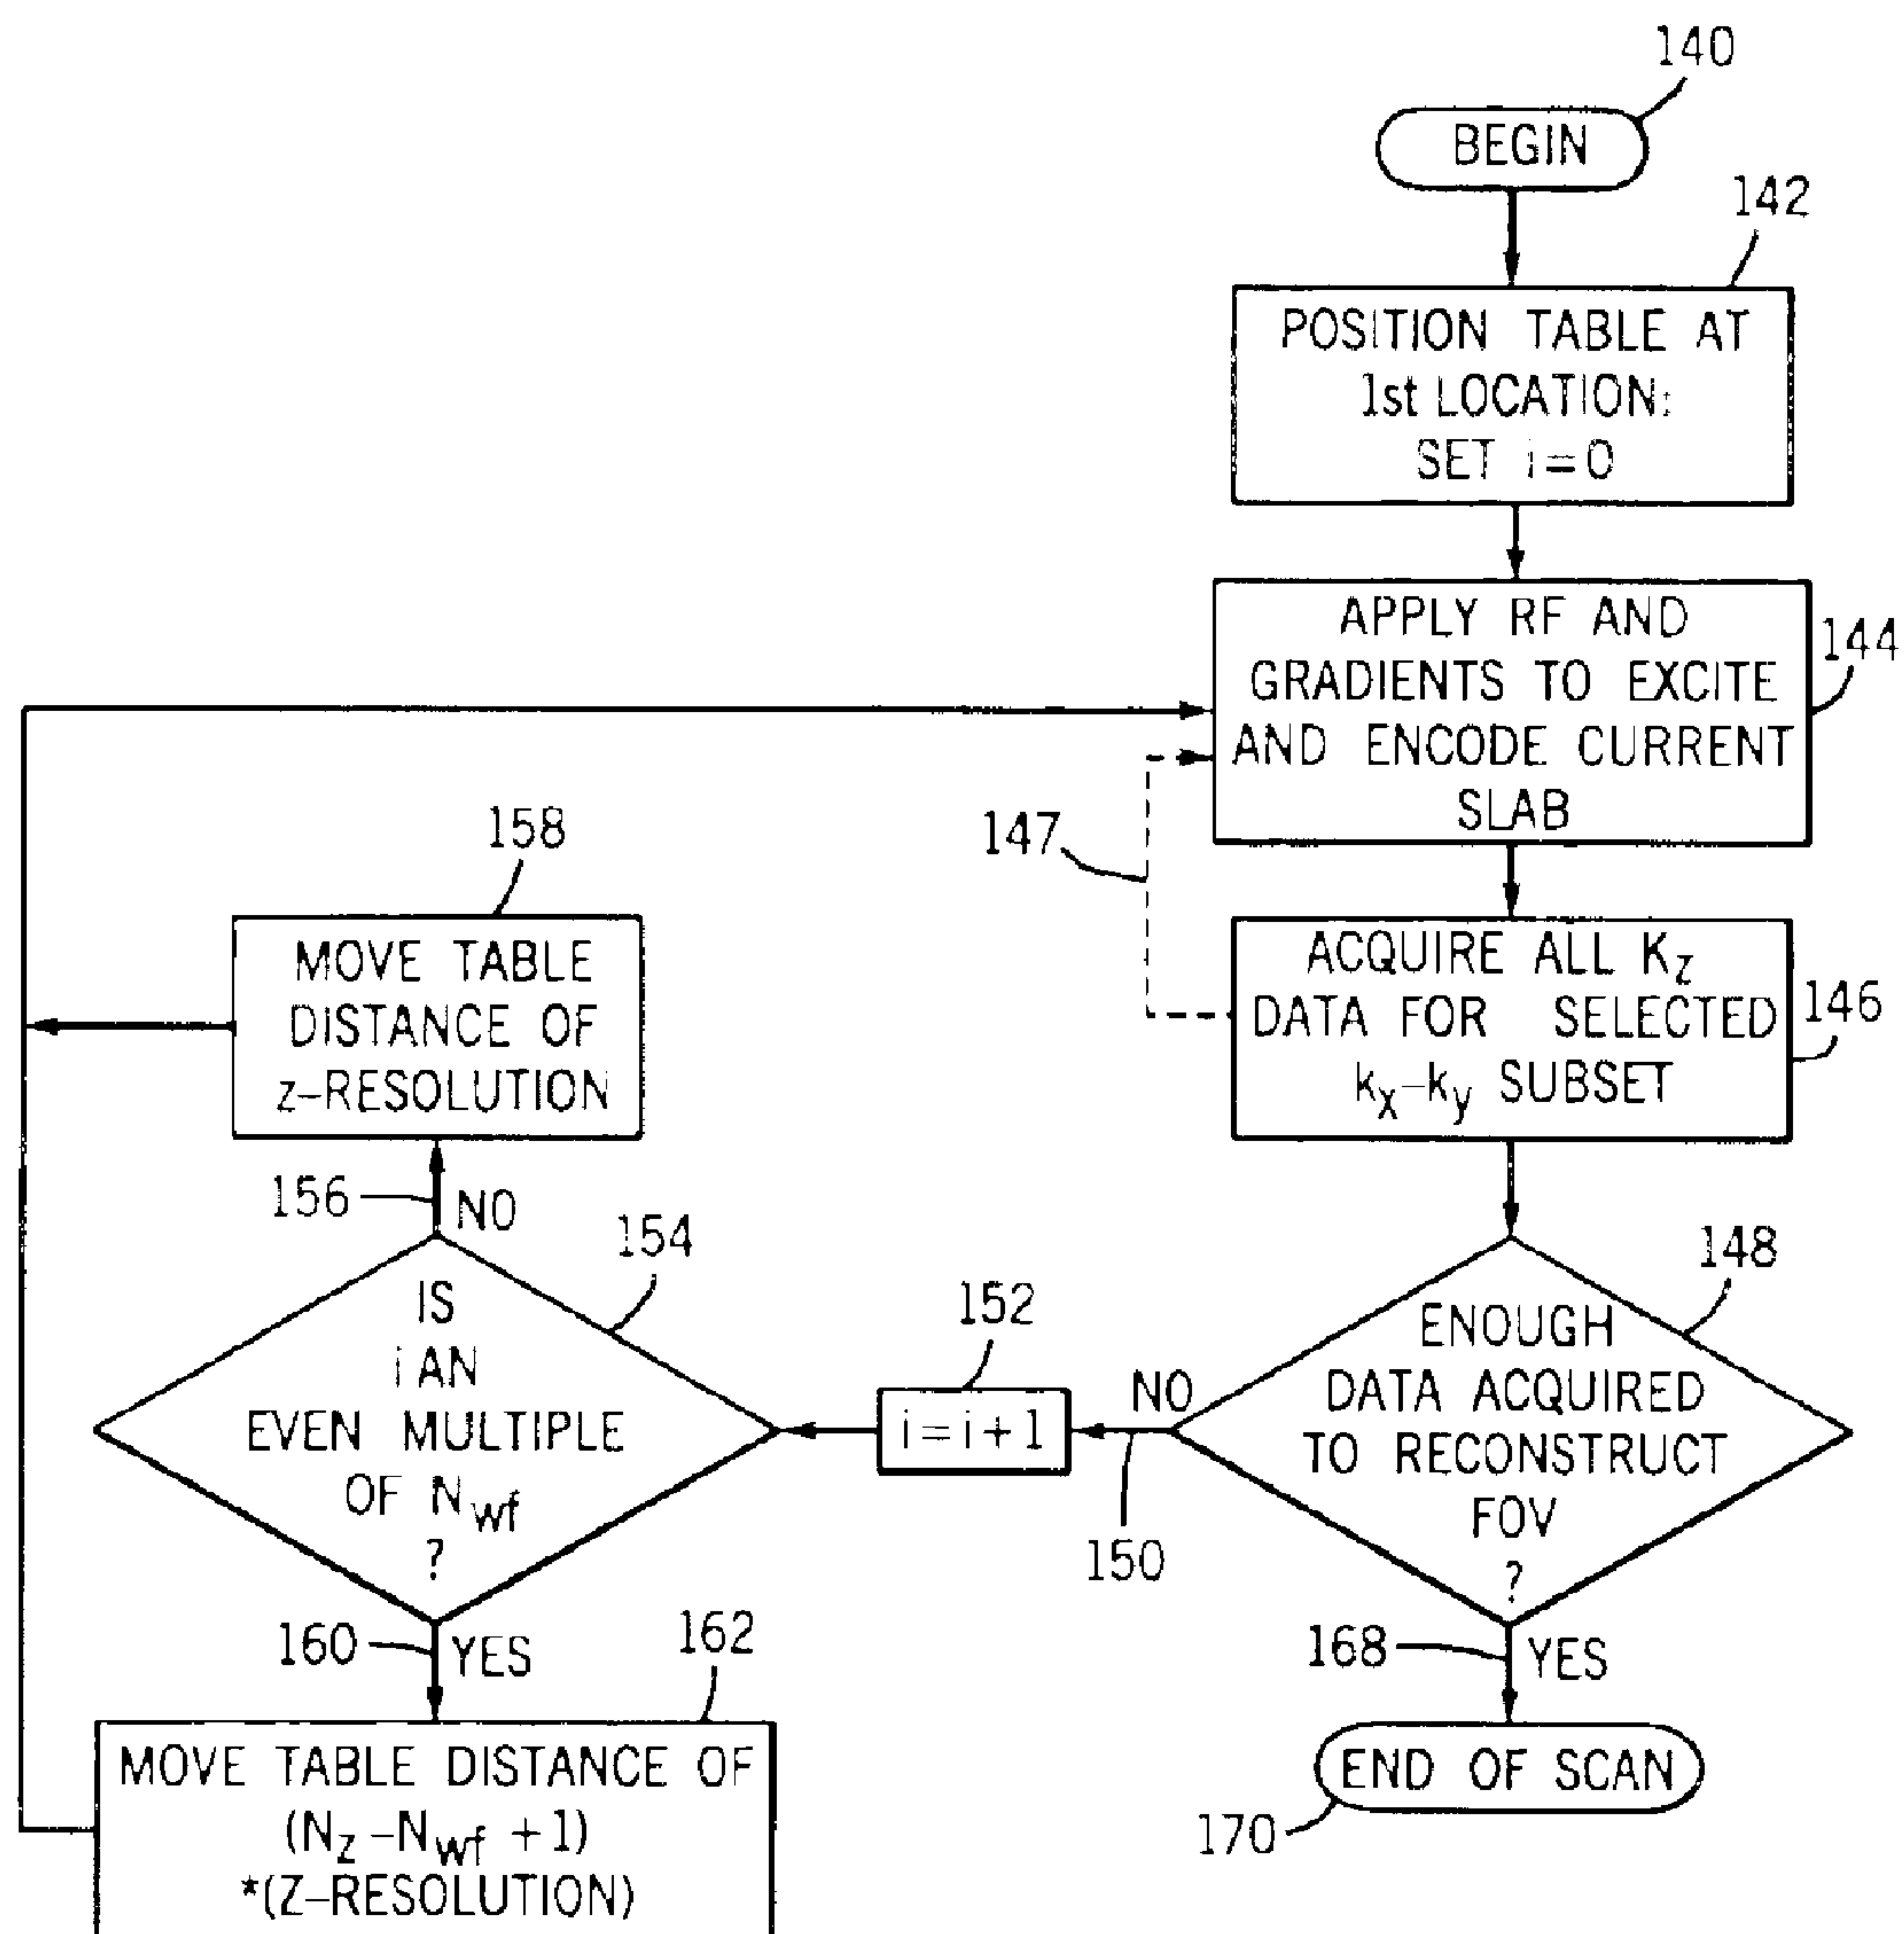 140
BEGIN
142
POSITION TABLE AT
1st LOCATION:
SET i=0
APPLY RF AND
GRADIENTS TO EXCITE
AND ENCODE CURRENT
SLAB
144
147
158
MOVE TABLE
DISTANCE OF
z-RESOLUTION
ACQUIRE ALL Kz
DATA FOR SELECTED
kx-ky SUBSET
146
156
NO
154
IS
i AN
EVEN MULTIPLE
OF Nwf
?
152
i=i+1
NO
150
148
ENOUGH
DATA ACQUIRED
TO RECONSTRUCT
FOV
?
160
YES
162
MOVE TABLE DISTANCE OF
(Nz-Nwf+1)
*(Z-RESOLUTION)
168
YES
END OF SCAN
170